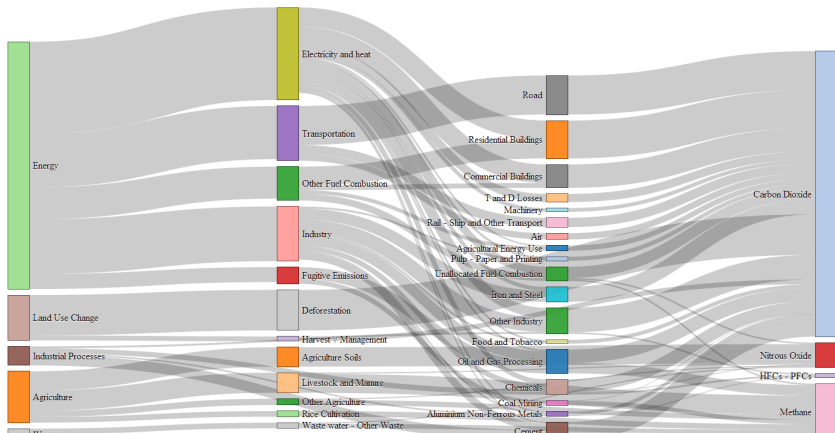 Energy
Land Use Change
Industrial Processes
Agriculture
Electricity and heat
Transportation
Other Fuel Combustion
Industry
Fugitive Emissions
Deforestation
Harvest - Management
Agriculture Soils
Livestock and Manure
Other Agriculture
Rice Cultivation
Waste water - Other Waste
Road
Residential Buildings
Commercial Buildings
T and D Losses
Machinery
Rail - Ship and Other Transport
Air
Agricultural Energy Use
Pulp - Paper and Printing
Unallocated Fuel Combustion
Iron and Steel
Other Industry
Food and Tobacco
Oil and Gas Processing
Chemicals
Coal Mining
Aluminium Non-Ferrous Metals
Cement
Carbon Dioxide
Nitrous Oxide
HFCs - PFCs
Methane